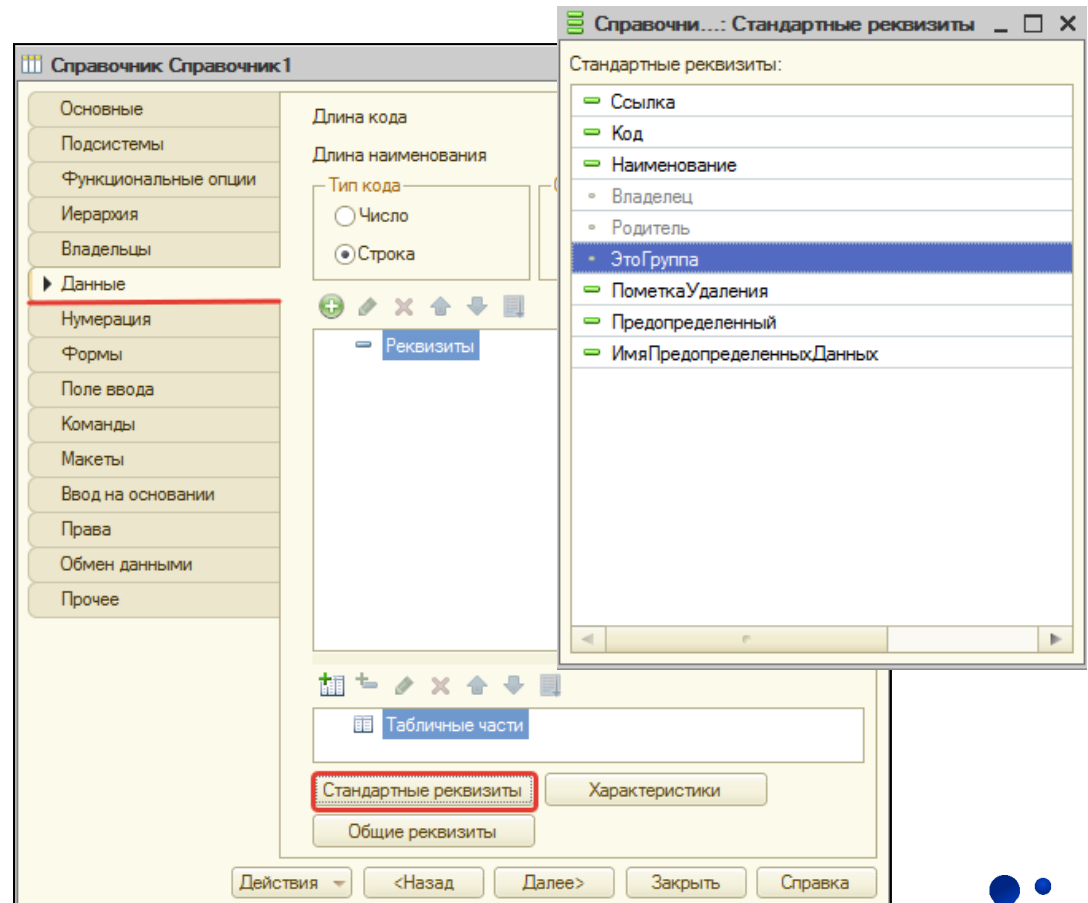 Справочник Справочник1
Основные
Подсистемы
Функциональные опции
Иерархия
Владельцы
Данные
Нумерация
Формы
Поле ввода
Команды
Макеты
Ввод на основании
Права
Обмен данными
Прочее
Длина кода
Длина наименования
Тип кода
Число
Строка
Реквизиты
Табличные части
Стандартные реквизиты
Характеристики
Общие реквизиты
Действия
<Назад
Далее>
Закрыть
Справка
Справочни...: Стандартные реквизиты
Стандартные реквизиты:
Ссылка
Код
Наименование
Владелец
Родитель
ЭтоГруппа
ПометкаУдаления
Предопределенный
ИмяПредопределенныхДанных